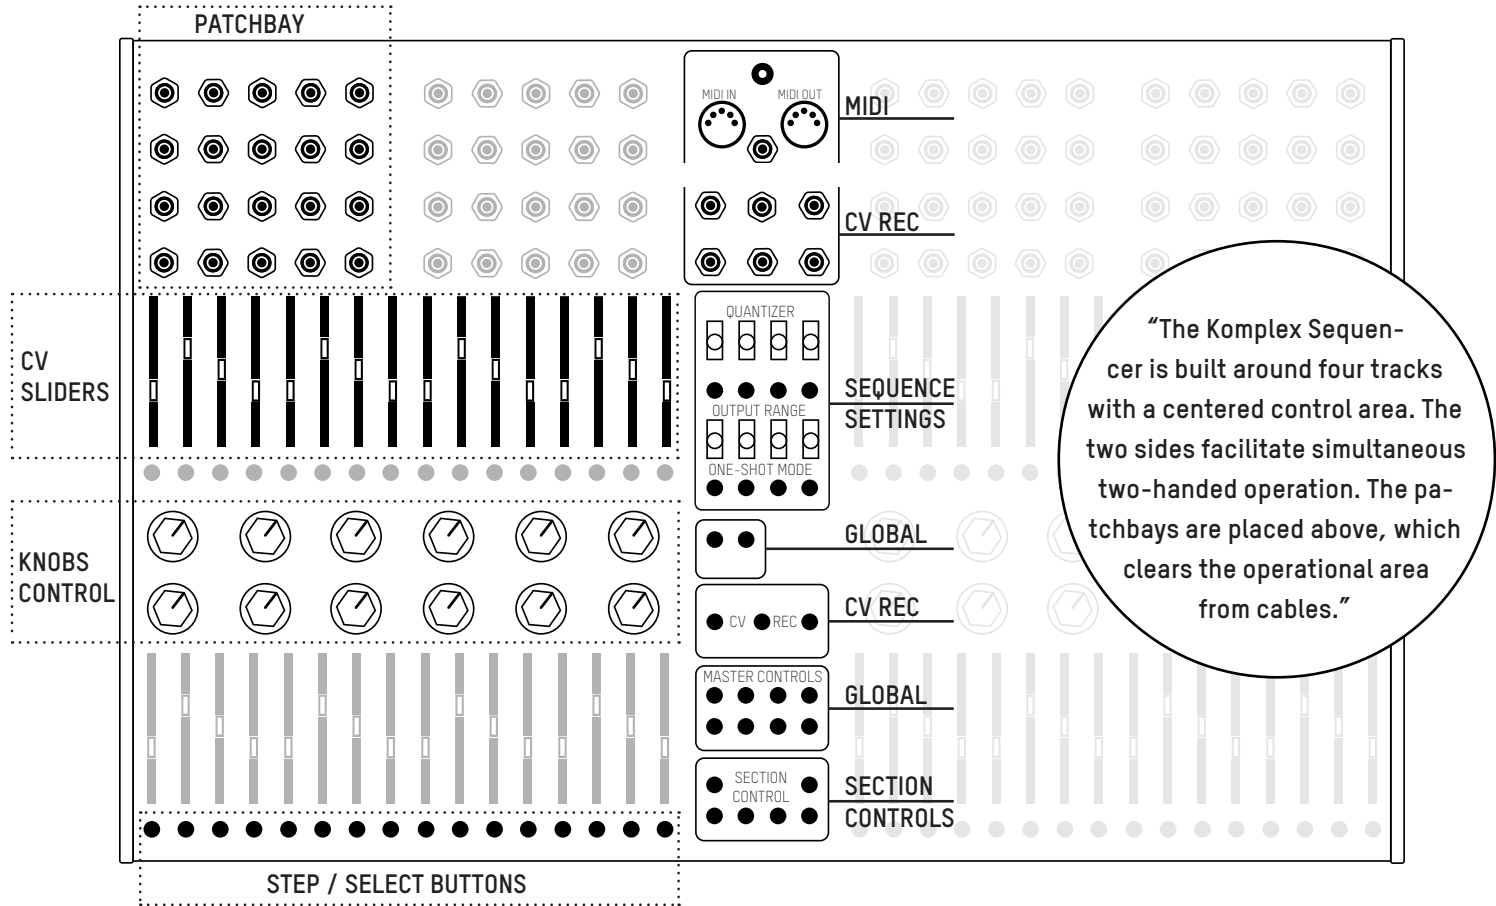 PATCHBAY
MIDI IN
MIDI OUT
MIDI
CV REC
CV
SLIDERS
QUANTIZER
OUTPUT RANGE
ONE-SHOT MODE
SEQUENCE
SETTINGS
“The Komplex Sequen-
cer is built around four tracks
with a centered control area. The
two sides facilitate simultaneous
two-handed operation. The pa-
tchbays are placed above, which
clears the operational area
from cables.”
KNOBS
CONTROL
GLOBAL
CV REC
CV REC
MASTER CONTROLS
GLOBAL
SECTION
CONTROL
SECTION
CONTROLS
STEP / SELECT BUTTONS